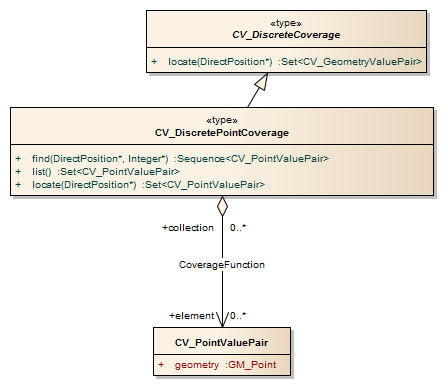 «type»
CV_DiscreteCoverage
+ locate(DirectPosition*) :Set<CV_GeometryValuePair>
«type»
CV_DiscretePointCoverage
+ find(DirectPosition*, Integer*) :Sequence<CV_PointValuePair>
+ list() :Set<CV_PointValuePair>
+ locate(DirectPosition*) :Set<CV_PointValuePair>
+collection 0..*
CoverageFunction
+element 0..*
CV_PointValuePair
+ geometry :GM_Point